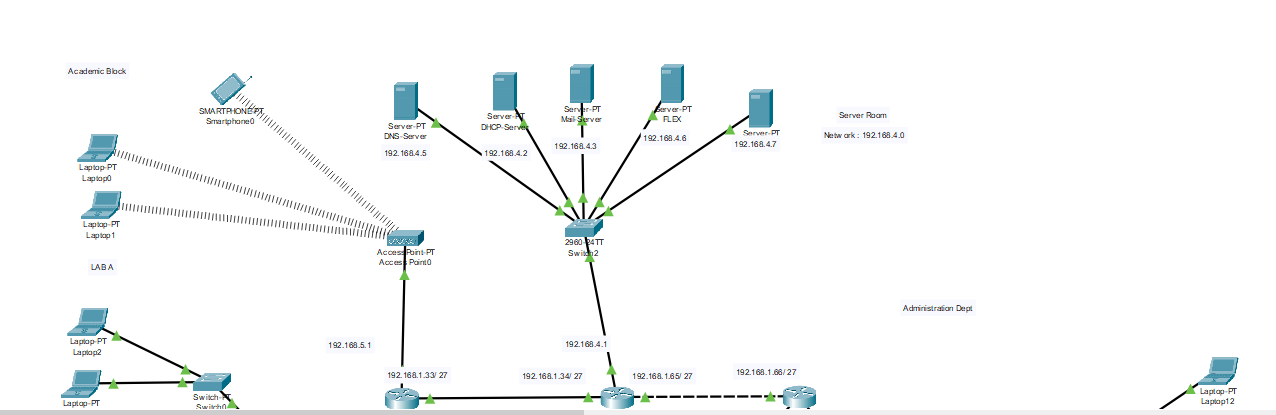 Academic Block
SMARTPHONE-PT
Smartphone0
Laptop-PT
Laptop0
Laptop-PT
Laptop1
LAB A
Server-PT
DNS-Server
192.168.4.5
Server-PT
DHCP-Server
192.168.4.2
Server-PT
Mail-Server
192.168.4.3
Server-PT
FLEX
192.168.4.6
Server-PT
192.168.4.7
Server Room
Network : 192.168.4.0
AccessPoint-PT
Access Point0
2960-24TT
Switch2
Administration Dept
Laptop-PT
Laptop2
Laptop-PT
Switch-PT
Switch0
192.168.5.1
192.168.4.1
192.168.1.33/ 27
192.168.1.34/ 27
192.168.1.65/ 27
192.168.1.66/ 27
Laptop-PT
Laptop12